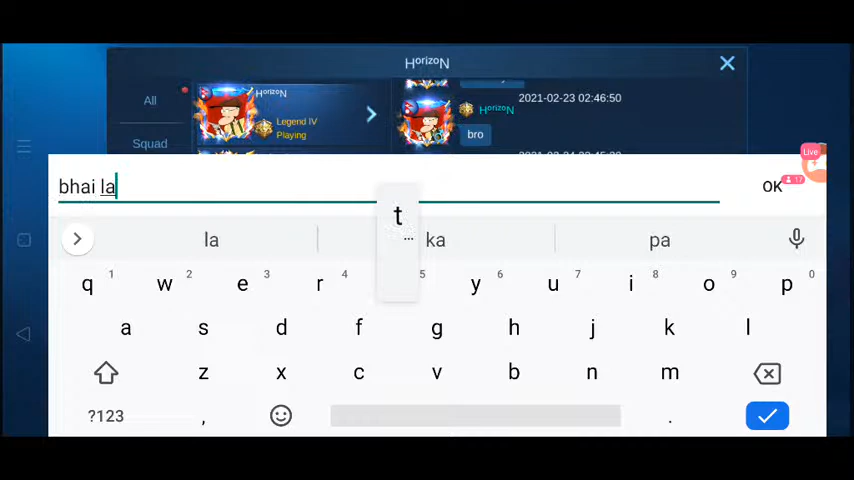 HᵒʳⁱᶻᵒN
All
HᵒʳⁱᶻᵒN
Legend IV
Playing
Squad
2021-02-23 02:46:50
HᵒʳⁱᶻᵒN
bro
Live
17
bhai la
OK
t
...
la ka pa
q 1 w 2 e 3 r 4 5 y 6 u 7 i 8 o 9 p 0
a s d f g h j k l
z x c v b n m
?123 , .